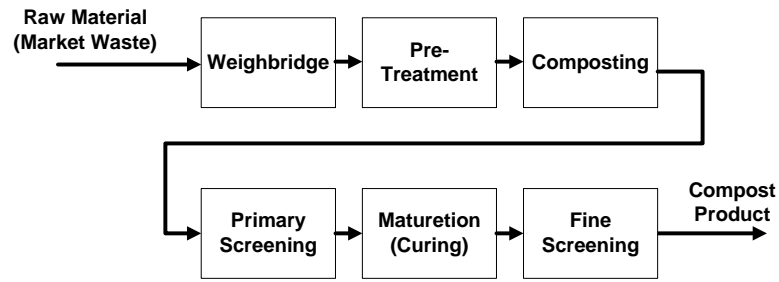 Raw Material
(Market Waste)
Weighbridge
Pre-
Treatment
Composting
Primary
Screening
Maturetion
(Curing)
Fine
Screening
Compost
Product